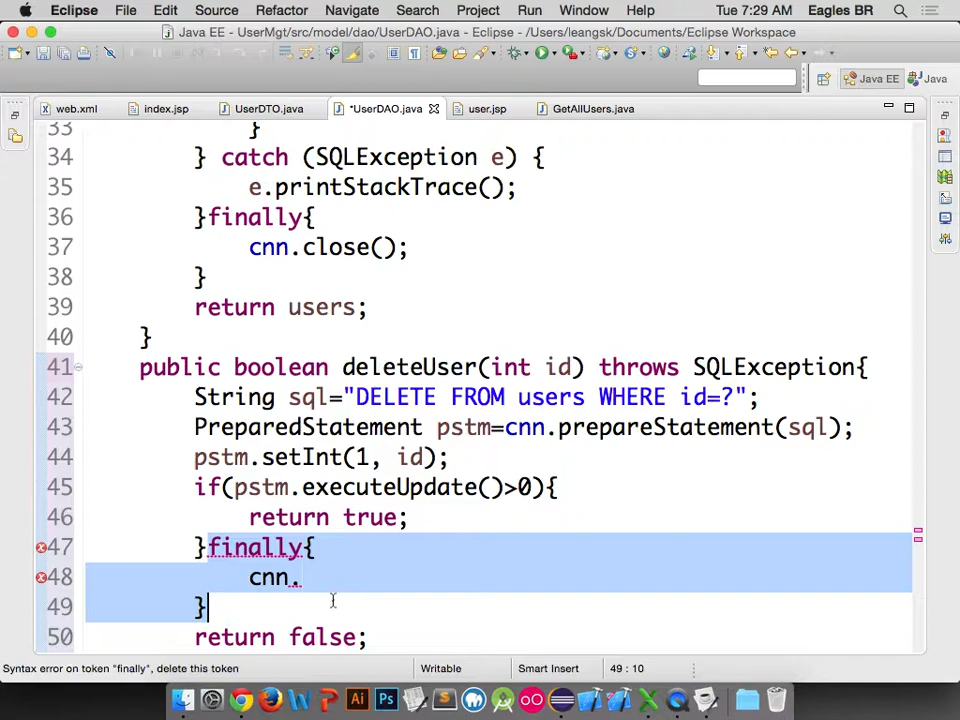 Eclipse File Edit Source Refactor Navigate Search Project Run Window Help Tue 7:29 AM Eagles BR
Java EE - UserMgt/src/model/dao/UserDAO.java - Eclipse - /Users/leangsk/Documents/Eclipse Workspace
Java EE Java
web.xml index.jsp UserDTO.java *UserDAO.java user.jsp GetAllUsers.java
33 }
34 } catch (SQLException e) {
35 e.printStackTrace();
36 }finally{
37 cnn.close();
38 }
39 return users;
40 }
41 public boolean deleteUser(int id) throws SQLException{
42 String sql="DELETE FROM users WHERE id=?";
43 PreparedStatement pstm=cnn.prepareStatement(sql);
44 pstm.setInt(1, id);
45 if(pstm.executeUpdate()>0){
46 return true;
47 }finally{
48 cnn.
49 }
50 return false;
Syntax error on token "finally", delete this token Writable Smart Insert 49 : 10